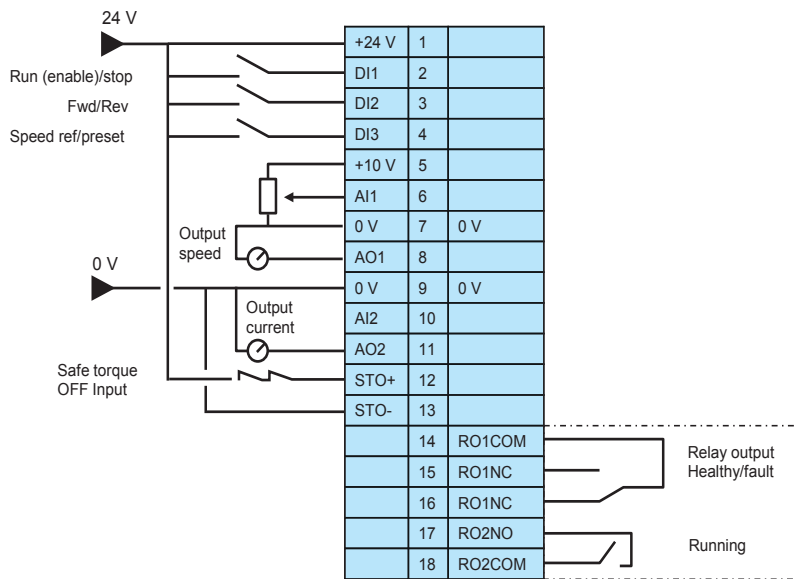 24 V
+24 V 1
Run (enable)/stop DI1 2
Fwd/Rev DI2 3
Speed ref/preset DI3 4
+10 V 5
AI1 6
0 V 7 0 V
Output
speed
AO1 8
0 V
0 V 9 0 V
Output
current
AI2 10
AO2 11
Safe torque
OFF Input
STO+ 12
STO- 13
14 RO1COM
Relay output
Healthy/fault
15 RO1NC
16 RO1NC
17 RO2NO
Running
18 RO2COM